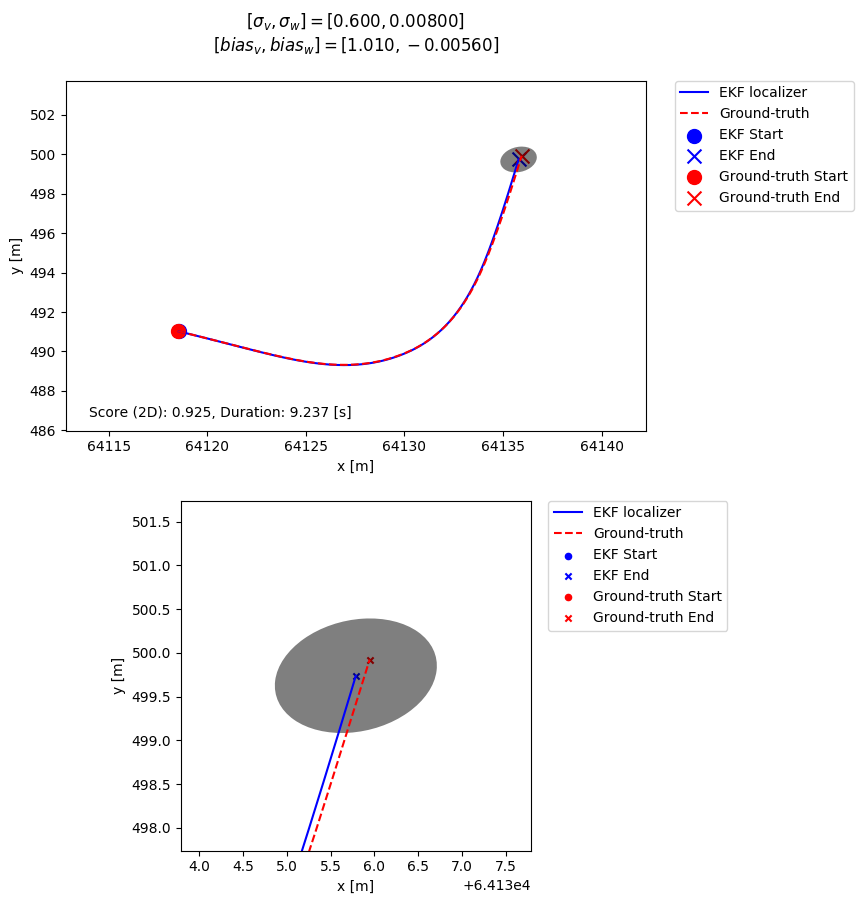 [σ_v, σ_w] = [0.600, 0.00800]
[bias_v, bias_w] = [1.010, −0.00560]
502
500
498
496
494
492
490
488
486
y [m]
Score (2D): 0.925, Duration: 9.237 [s]
64115 64120 64125 64130 64135 64140
x [m]
EKF localizer
Ground-truth
EKF Start
EKF End
Ground-truth Start
Ground-truth End
501.5
501.0
500.5
500.0
499.5
499.0
498.5
498.0
y [m]
4.0 4.5 5.0 5.5 6.0 6.5 7.0 7.5
x [m]
+6.413e4
EKF localizer
Ground-truth
EKF Start
EKF End
Ground-truth Start
Ground-truth End